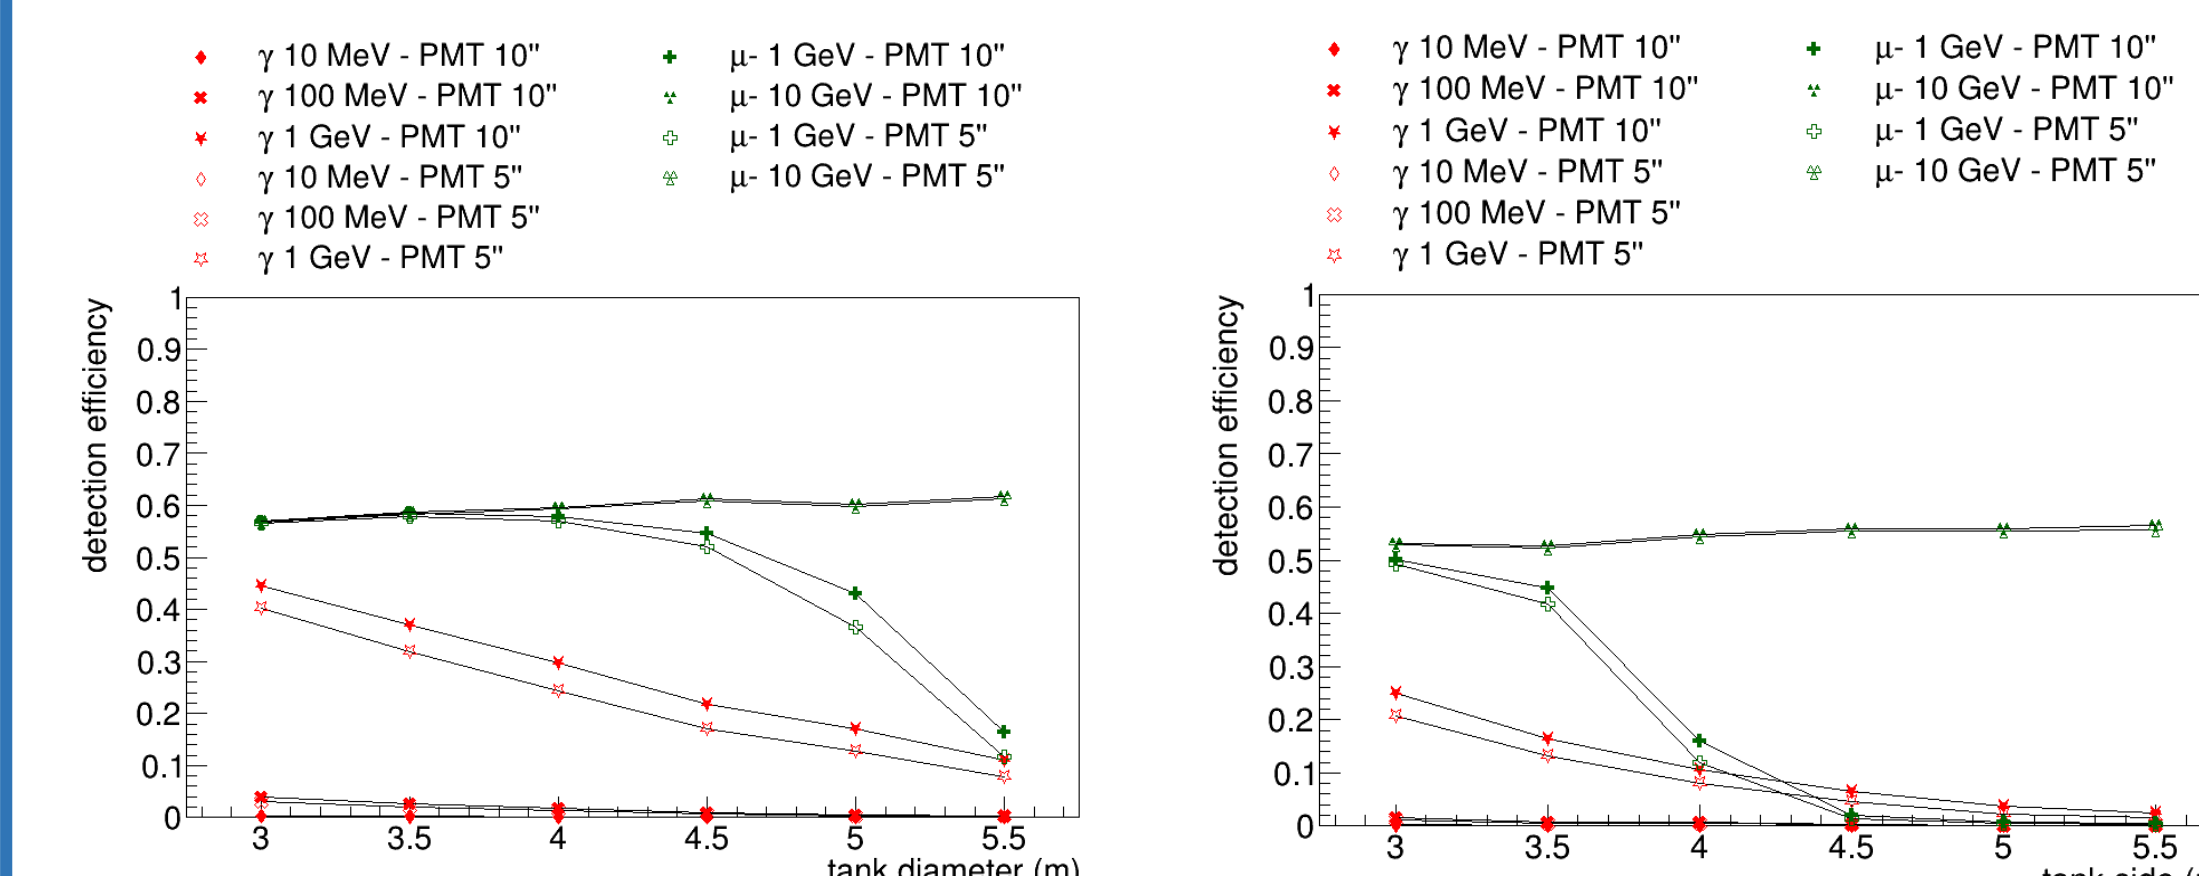 γ 10 MeV - PMT 10"
γ 100 MeV - PMT 10"
γ 1 GeV - PMT 10"
γ 10 MeV - PMT 5"
γ 100 MeV - PMT 5"
γ 1 GeV - PMT 5"
μ- 1 GeV - PMT 10"
μ- 10 GeV - PMT 10"
μ- 1 GeV - PMT 5"
μ- 10 GeV - PMT 5"
detection efficiency
1
0.9
0.8
0.7
0.6
0.5
0.4
0.3
0.2
0.1
0
3 3.5 4 4.5 5 5.5
tank diameter (m)
γ 10 MeV - PMT 10"
γ 100 MeV - PMT 10"
γ 1 GeV - PMT 10"
γ 10 MeV - PMT 5"
γ 100 MeV - PMT 5"
γ 1 GeV - PMT 5"
μ- 1 GeV - PMT 10"
μ- 10 GeV - PMT 10"
μ- 1 GeV - PMT 5"
μ- 10 GeV - PMT 5"
detection efficiency
1
0.9
0.8
0.7
0.6
0.5
0.4
0.3
0.2
0.1
0
3 3.5 4 4.5 5 5.5
tank side